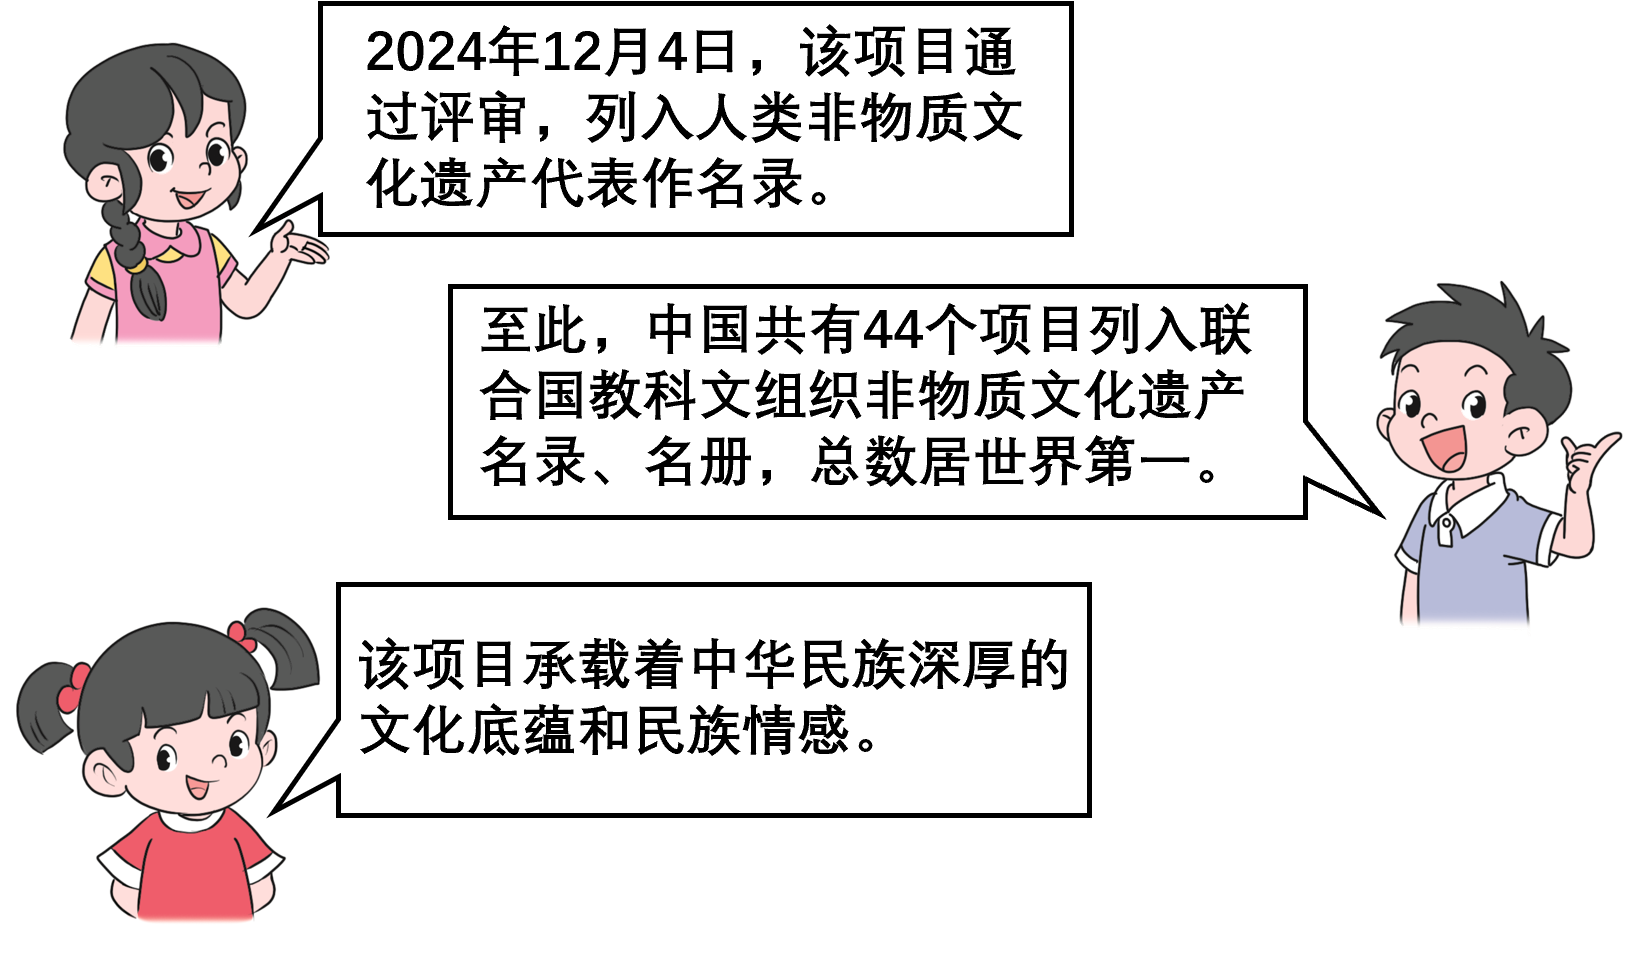 2024年12月4日，该项目通
过评审，列入人类非物质文
化遗产代表作名录。
至此，中国共有44个项目列入联
合国教科文组织非物质文化遗产
名录、名册，总数居世界第一。
该项目承载着中华民族深厚的
文化底蕴和民族情感。